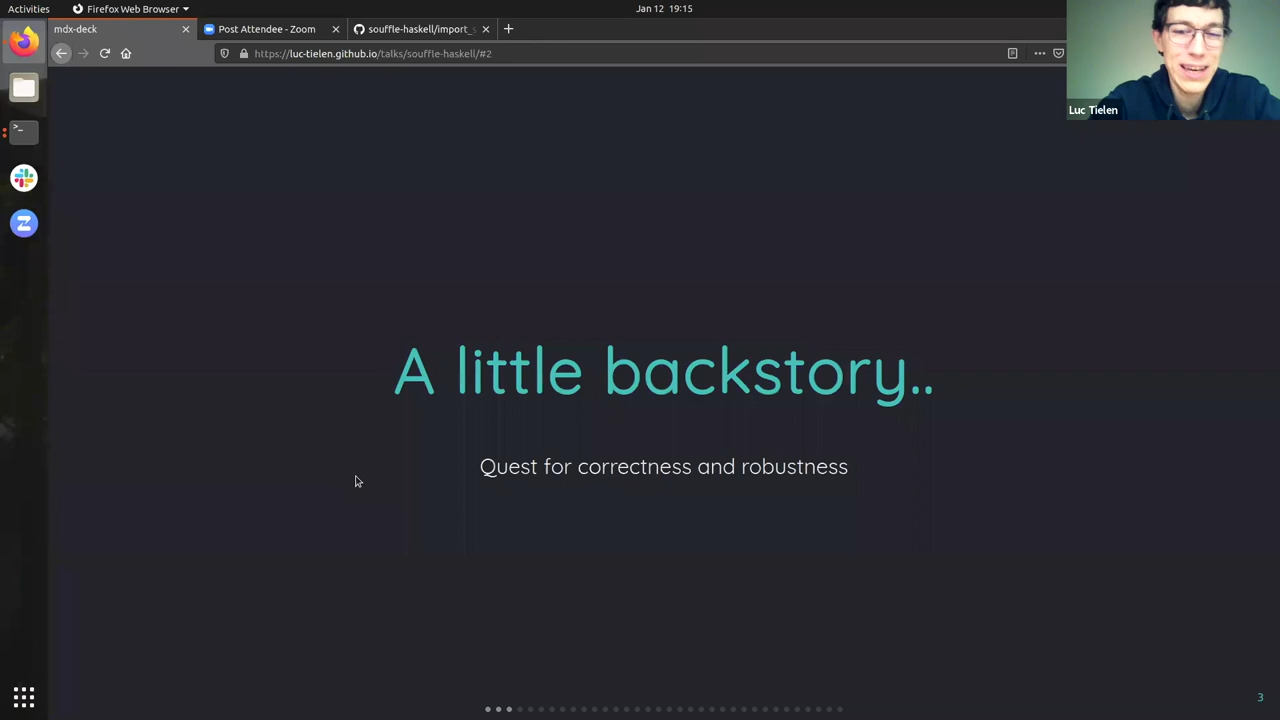 Activities
Firefox Web Browser
Jan 12 19:15
mdx-deck
Post Attendee - Zoom
souffle-haskell/import
https://luc-tielen.github.io/talks/souffle-haskell/#2
Luc Tielen
A little backstory..
Quest for correctness and robustness
3